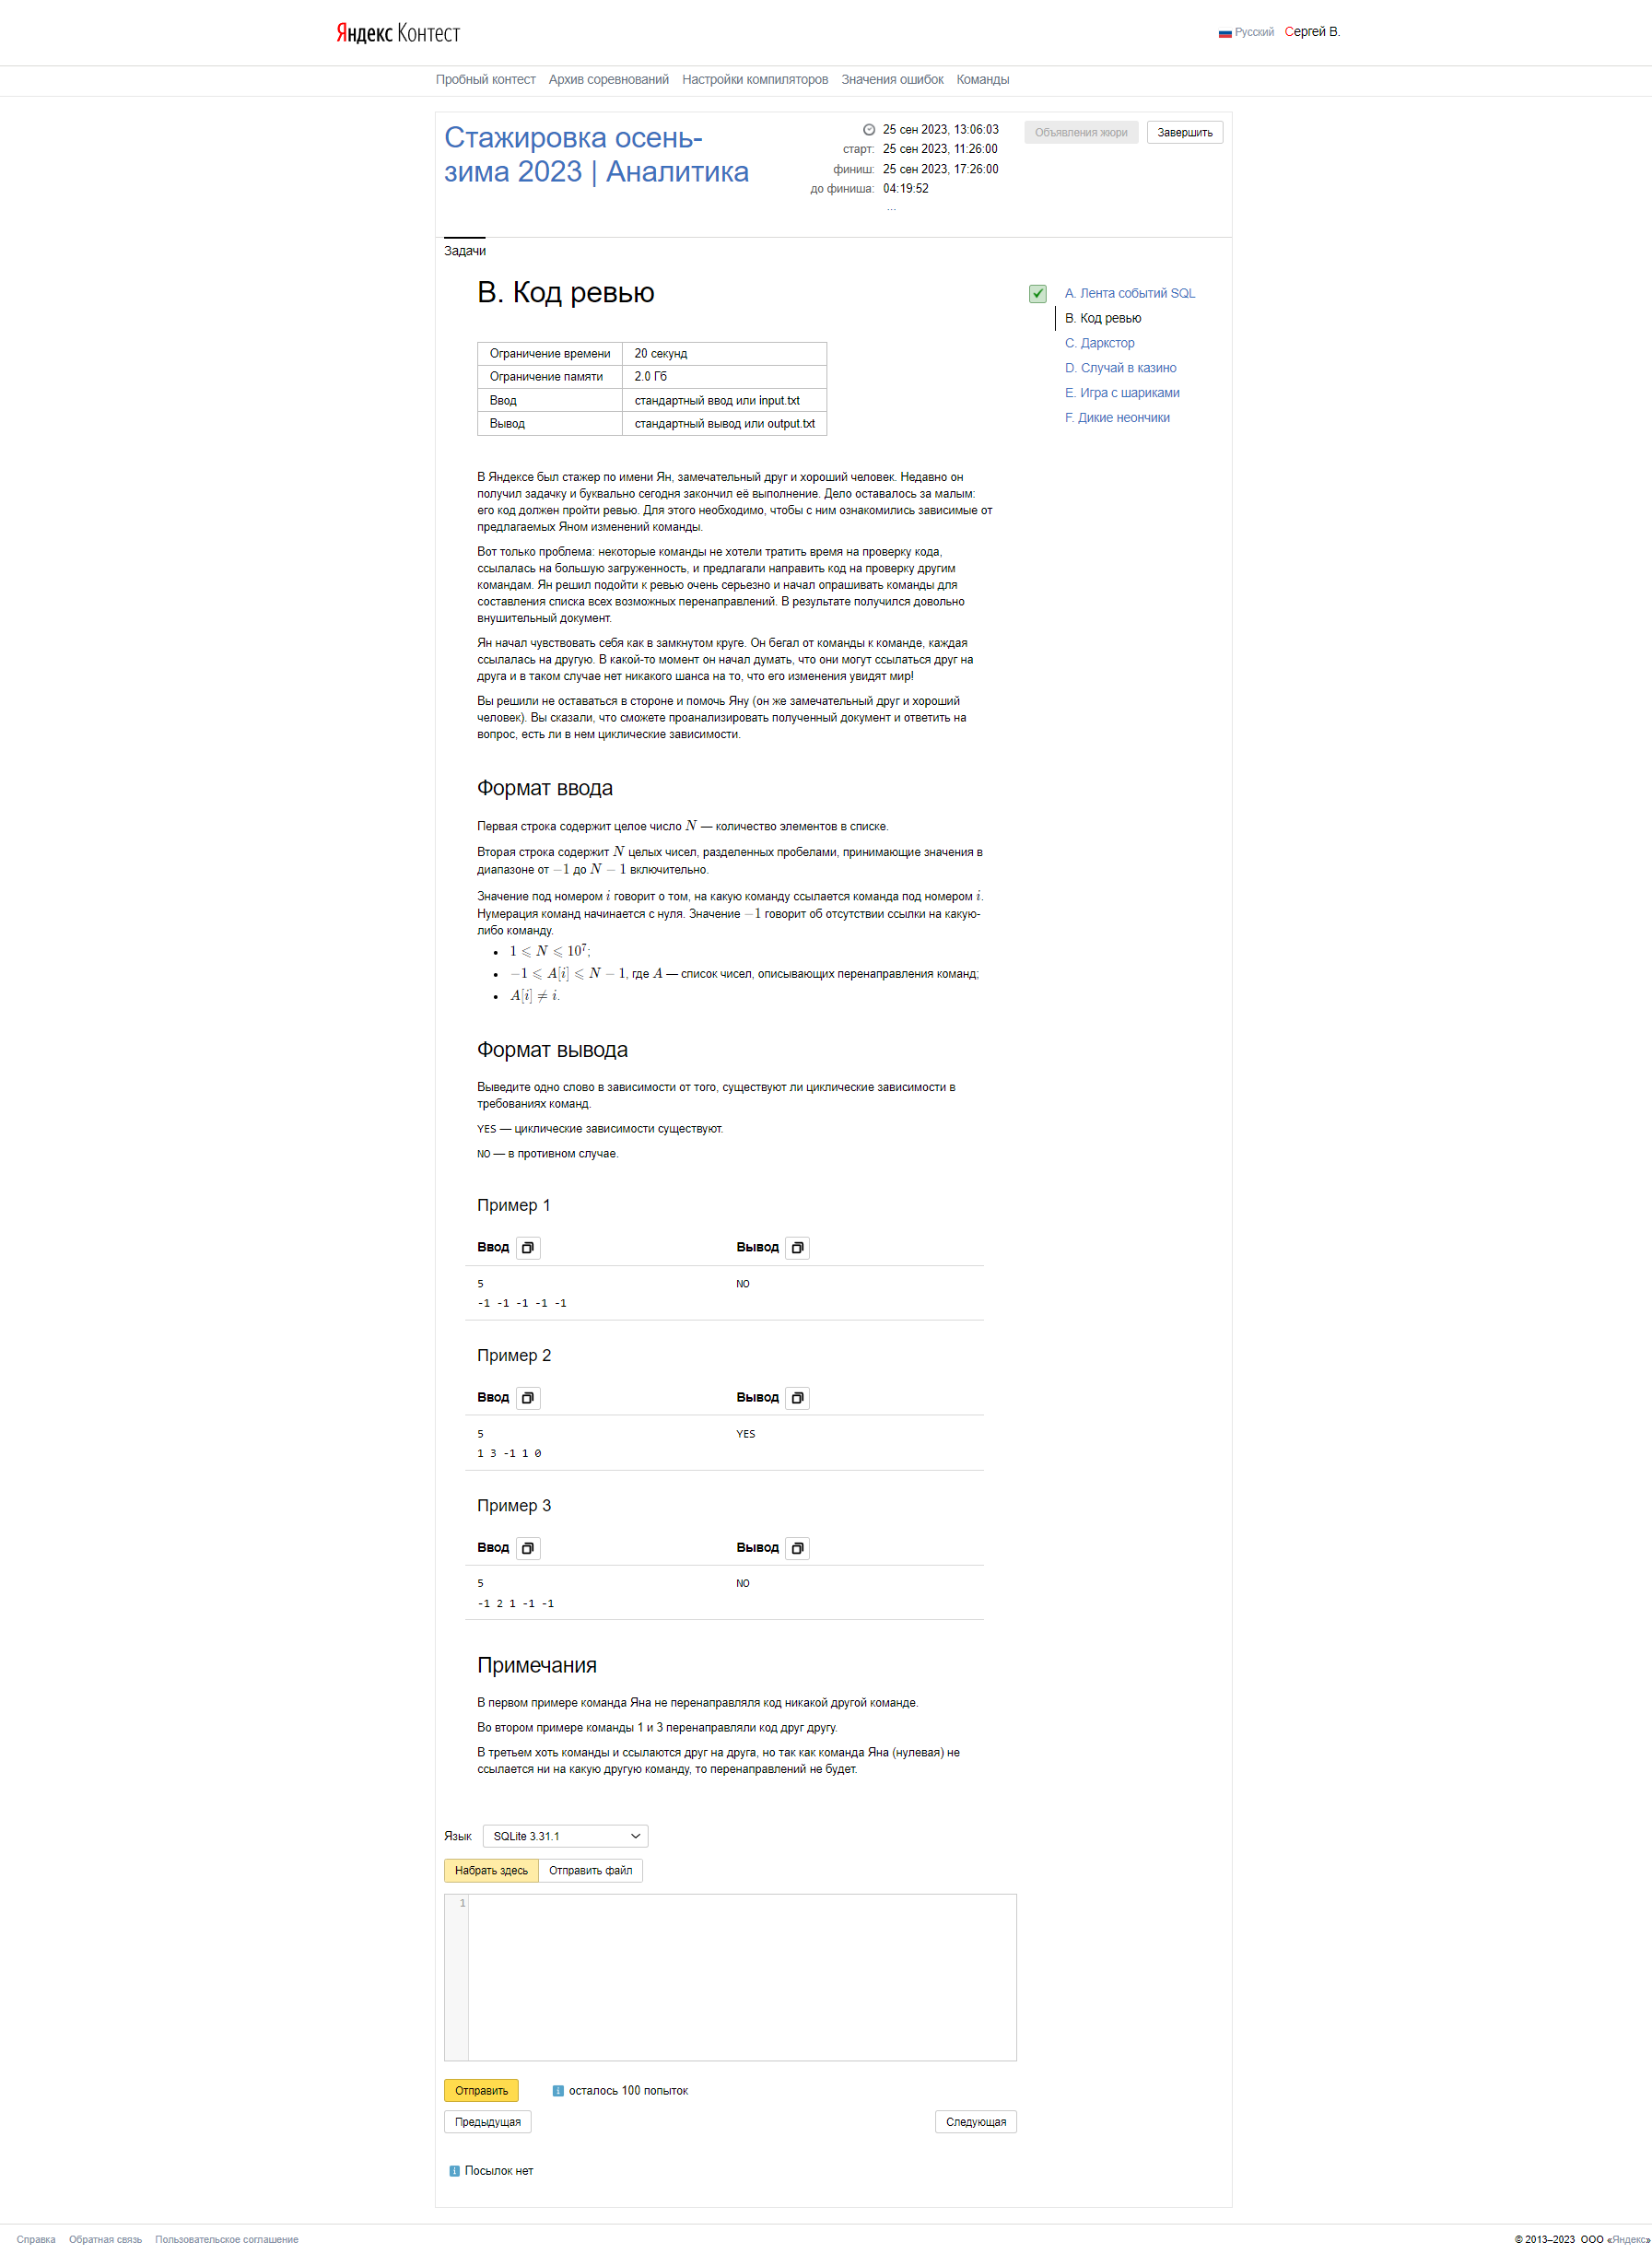 Яндекс Контест
Русский Сергей В.
Пробный контест Архив соревнований Настройки компиляторов Значения ошибок Команды
Стажировка осень-
зима 2023 | Аналитика
25 сен 2023, 13:06:03
старт: 25 сен 2023, 11:26:00
финиш: 25 сен 2023, 17:26:00
до финиша: 04:19:52
...
Объявления жюри Завершить
Задачи
B. Код ревью
A. Лента событий SQL
B. Код ревью
C. Даркстор
D. Случай в казино
E. Игра с шариками
F. Дикие неончики
Ограничение времени 20 секунд
Ограничение памяти 2.0 Гб
Ввод стандартный ввод или input.txt
Вывод стандартный вывод или output.txt
В Яндексе был стажер по имени Ян, замечательный друг и хороший человек. Недавно он
получил задачку и буквально сегодня закончил её выполнение. Дело оставалось за малым:
его код должен пройти ревью. Для этого необходимо, чтобы с ним ознакомились зависимые от
предлагаемых Яном изменений команды.
Вот только проблема: некоторые команды не хотели тратить время на проверку кода,
ссылалась на большую загруженность, и предлагали направить код на проверку другим
командам. Ян решил подойти к ревью очень серьезно и начал опрашивать команды для
составления списка всех возможных перенаправлений. В результате получился довольно
внушительный документ.
Ян начал чувствовать себя как в замкнутом круге. Он бегал от команды к команде, каждая
ссылалась на другую. В какой-то момент он начал думать, что они могут ссылаться друг на
друга и в таком случае нет никакого шанса на то, что его изменения увидят мир!
Вы решили не оставаться в стороне и помочь Яну (он же замечательный друг и хороший
человек). Вы сказали, что сможете проанализировать полученный документ и ответить на
вопрос, есть ли в нем циклические зависимости.
Формат ввода
Первая строка содержит целое число N — количество элементов в списке.
Вторая строка содержит N целых чисел, разделенных пробелами, принимающие значения в
диапазоне от −1 до N − 1 включительно.
Значение под номером i говорит о том, на какую команду ссылается команда под номером i.
Нумерация команд начинается с нуля. Значение −1 говорит об отсутствии ссылки на какую-
либо команду.
• 1 ⩽ N ⩽ 10⁷;
• −1 ⩽ A[i] ⩽ N − 1, где A — список чисел, описывающих перенаправления команд;
• A[i] ≠ i.
Формат вывода
Выведите одно слово в зависимости от того, существуют ли циклические зависимости в
требованиях команд.
YES — циклические зависимости существуют.
NO — в противном случае.
Пример 1
Ввод Вывод
5 NO
-1 -1 -1 -1 -1
Пример 2
Ввод Вывод
5 YES
1 3 -1 1 0
Пример 3
Ввод Вывод
5 NO
-1 2 1 -1 -1
Примечания
В первом примере команда Яна не перенаправляля код никакой другой команде.
Во втором примере команды 1 и 3 перенаправляли код друг другу.
В третьем хоть команды и ссылаются друг на друга, но так как команда Яна (нулевая) не
ссылается ни на какую другую команду, то перенаправлений не будет.
Язык SQLite 3.31.1
Набрать здесь Отправить файл
1
Отправить осталось 100 попыток
Предыдущая Следующая
Посылок нет
Справка Обратная связь Пользовательское соглашение © 2013–2023 ООО «Яндекс»